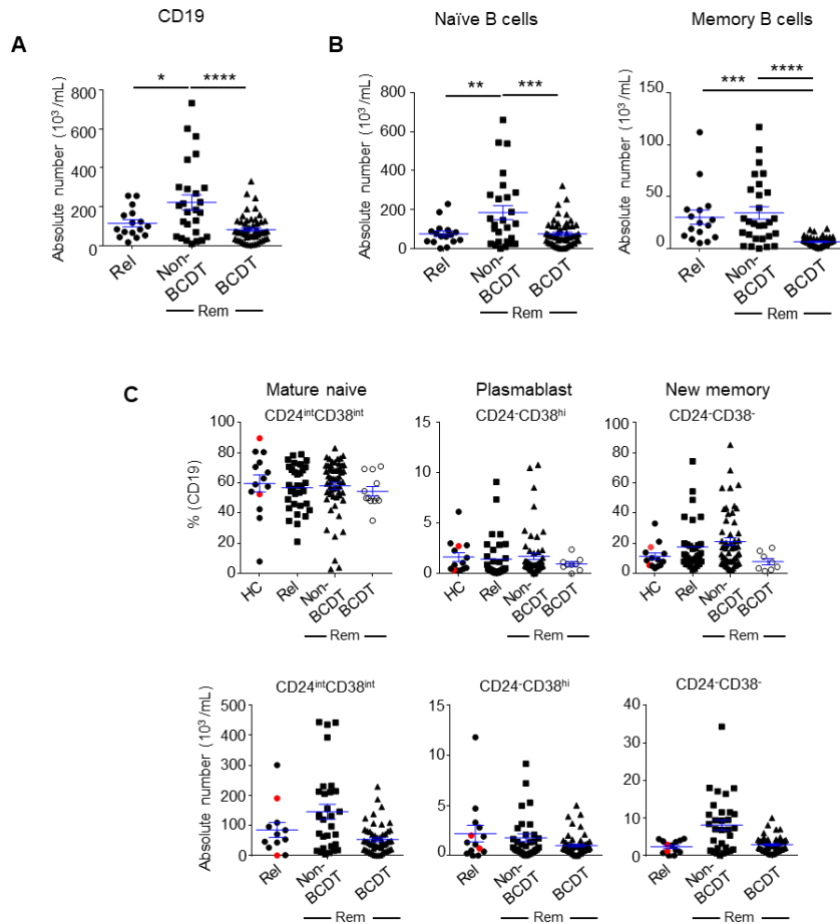 CD19
A
Absolute number (10³/mL)
800
600
400
200
0
*
****
Rel
Non-
BCDT
BCDT
Rem
B
Naïve B cells
Absolute number (10³/mL)
800
600
400
200
0
**
***
Rel
Non-
BCDT
BCDT
Rem
Memory B cells
Absolute number (10³/mL)
150
100
50
0
***
****
Rel
Non-
BCDT
BCDT
Rem
C
Mature naive
CD24intCD38int
% (CD19)
100
80
60
40
20
0
HC
Rel
Non-
BCDT
BCDT
Rem
Plasmablast
CD24-CD38hi
15
10
5
0
HC
Rel
Non-
BCDT
BCDT
Rem
New memory
CD24-CD38-
100
80
60
40
20
0
HC
Rel
Non-
BCDT
BCDT
Rem
CD24intCD38int
Absolute number (10³/mL)
500
400
300
200
100
0
Rel
Non-
BCDT
BCDT
Rem
CD24-CD38hi
15
10
5
0
Rel
Non-
BCDT
BCDT
Rem
CD24-CD38-
40
30
20
10
0
Rel
Non-
BCDT
BCDT
Rem